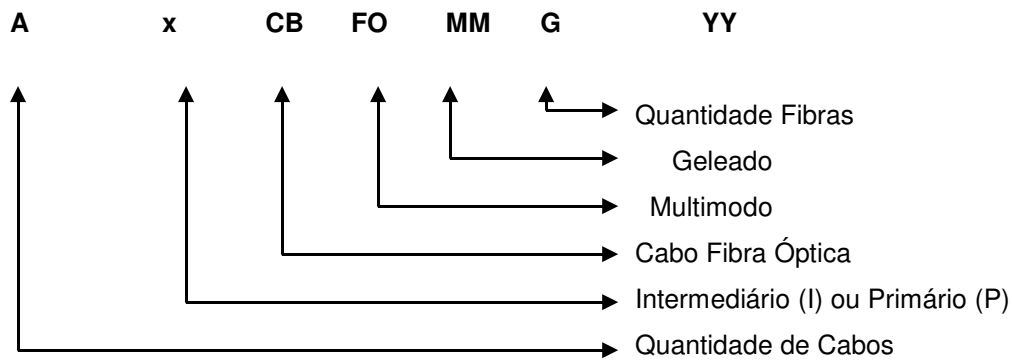 A x CB FO MM G YY
Quantidade Fibras
Geleado
Multimodo
Cabo Fibra Óptica
Intermediário (I) ou Primário (P)
Quantidade de Cabos